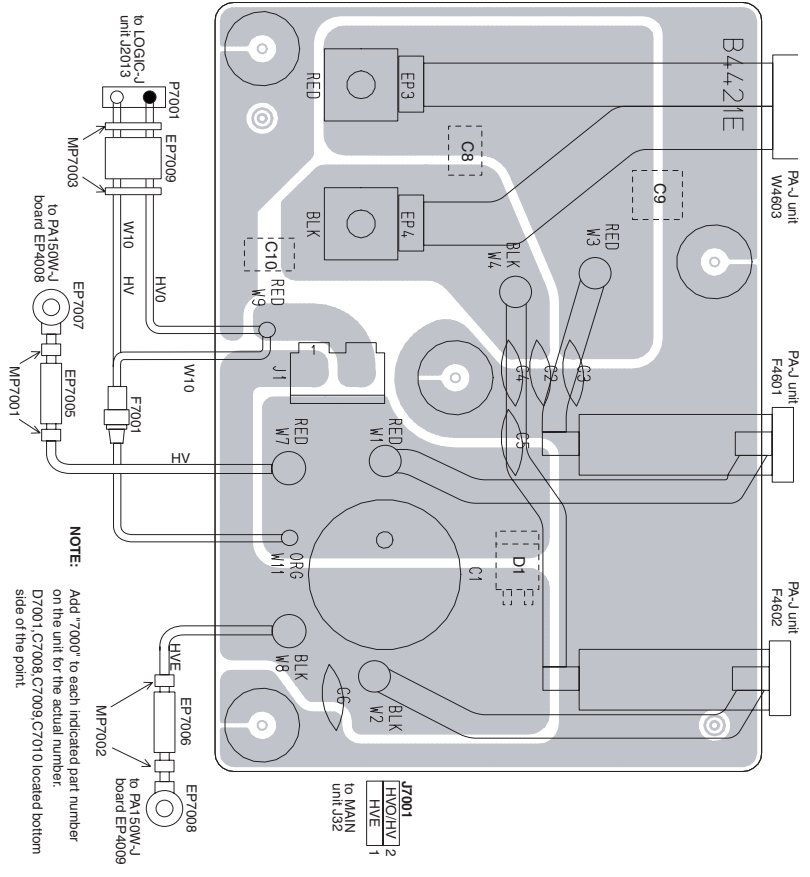 B4421E
PA-J unit
W4603
PA-J unit
F4601
PA-J unit
F4602
RED
EP3
BLK
EP4
C8
C9
C10
RED
W3
BLK
W4
RED
W9
J1
1
C4
C2
C3
C5
RED
W7
RED
W1
ORG
W11
C1
D1
BLK
W8
C6
BLK
W2
to LOGIC-J
unit J2013
P7001
EP7009
MP7003
W10
HV
HV0
W10
to PA150W-J
board EP4008
EP7007
EP7005
MP7001
F7001
HV
HVE
EP7006
MP7002
EP7008
to PA150W-J
board EP4009
J7001
HVO/HV 2
HVE 1
to MAIN
unit J32
NOTE: Add "7000" to each indicated part number
on the unit for the actual number.
D7001,C7008,C7009,C7010 located bottom
side of the point.